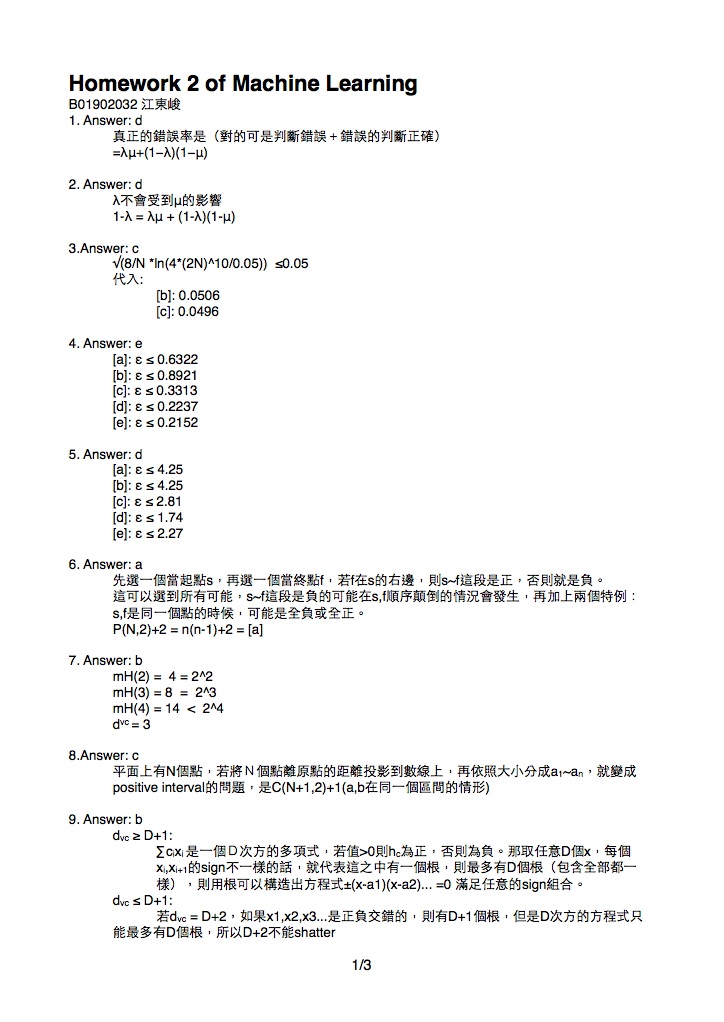 Homework 2 of Machine Learning
B01902032 江東峻
1. Answer: d
真正的錯誤率是（對的可是判斷錯誤＋錯誤的判斷正確）
=λμ+(1–λ)(1–μ)
2. Answer: d
λ不會受到μ的影響
1-λ = λμ + (1-λ)(1-μ)
3.Answer: c
√(8/N *ln(4*(2N)^10/0.05)) ≤0.05
代入:
[b]: 0.0506
[c]: 0.0496
4. Answer: e
[a]: ε ≤ 0.6322
[b]: ε ≤ 0.8921
[c]: ε ≤ 0.3313
[d]: ε ≤ 0.2237
[e]: ε ≤ 0.2152
5. Answer: d
[a]: ε ≤ 4.25
[b]: ε ≤ 4.25
[c]: ε ≤ 2.81
[d]: ε ≤ 1.74
[e]: ε ≤ 2.27
6. Answer: a
先選一個當起點s，再選一個當終點f，若f在s的右邊，則s~f這段是正，否則就是負。
這可以選到所有可能，s~f這段是負的可能在s,f順序顛倒的情況會發生，再加上兩個特例：
s,f是同一個點的時候，可能是全負或全正。
P(N,2)+2 = n(n-1)+2 = [a]
7. Answer: b
mH(2) = 4 = 2^2
mH(3) = 8 = 2^3
mH(4) = 14 < 2^4
dvc = 3
8.Answer: c
平面上有N個點，若將Ｎ個點離原點的距離投影到數線上，再依照大小分成a1~an，就變成
positive interval的問題，是C(N+1,2)+1(a,b在同一個區間的情形)
9. Answer: b
dvc ≥ D+1:
∑cixi 是一個Ｄ次方的多項式，若值>0則hc為正，否則為負。那取任意D個x，每個
xi,xi+1的sign不一樣的話，就代表這之中有一個根，則最多有D個根（包含全部都一
樣），則用根可以構造出方程式±(x-a1)(x-a2)... =0 滿足任意的sign組合。
dvc ≤ D+1:
若dvc = D+2，如果x1,x2,x3...是正負交錯的，則有D+1個根，但是D次方的方程式只
能最多有D個根，所以D+2不能shatter
1/3